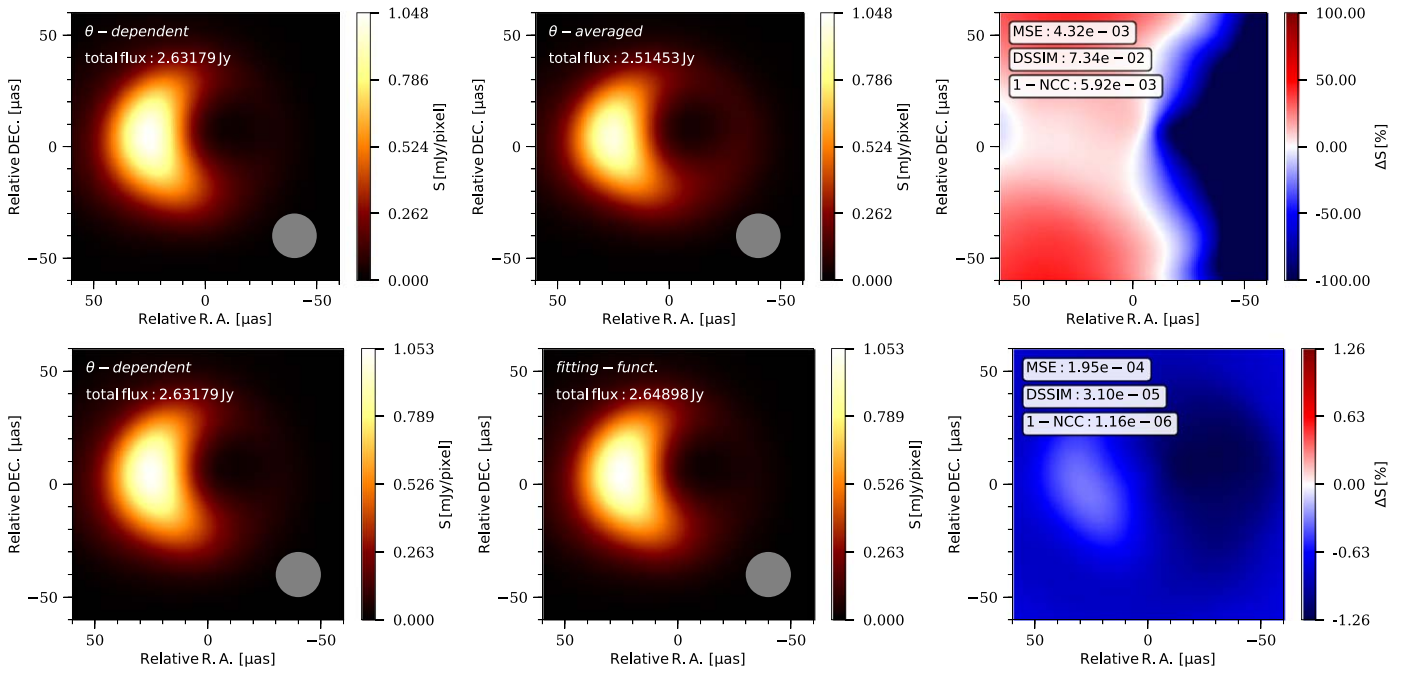 θ − dependent
total flux : 2.63179 Jy
50
0
−50
Relative DEC. [μas]
50
0
−50
Relative R. A. [μas]
1.048
0.786
0.524
0.262
0.000
S [mJy/pixel]
θ − averaged
total flux : 2.51453 Jy
50
0
−50
Relative DEC. [μas]
50
0
−50
Relative R. A. [μas]
1.048
0.786
0.524
0.262
0.000
S [mJy/pixel]
MSE : 4.32e − 03
DSSIM : 7.34e − 02
1 − NCC : 5.92e − 03
50
0
−50
Relative DEC. [μas]
50
0
−50
Relative R. A. [μas]
100.00
50.00
0.00
-50.00
-100.00
ΔS [%]
θ − dependent
total flux : 2.63179 Jy
50
0
−50
Relative DEC. [μas]
50
0
−50
Relative R. A. [μas]
1.053
0.789
0.526
0.263
0.000
S [mJy/pixel]
fitting − funct.
total flux : 2.64898 Jy
50
0
−50
Relative DEC. [μas]
50
0
−50
Relative R. A. [μas]
1.053
0.789
0.526
0.263
0.000
S [mJy/pixel]
MSE : 1.95e − 04
DSSIM : 3.10e − 05
1 − NCC : 1.16e − 06
50
0
−50
Relative DEC. [μas]
50
0
−50
Relative R. A. [μas]
1.26
0.63
0.00
-0.63
-1.26
ΔS [%]